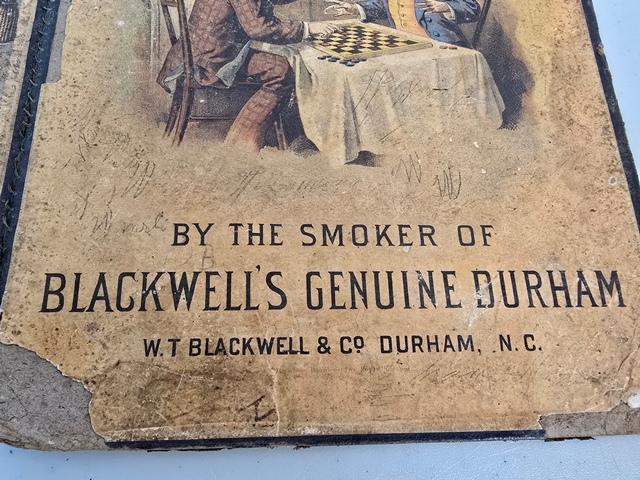 BY THE SMOKER OF
BLACKWELL'S GENUINE DURHAM
W.T BLACKWELL & Cº DURHAM, N.C.